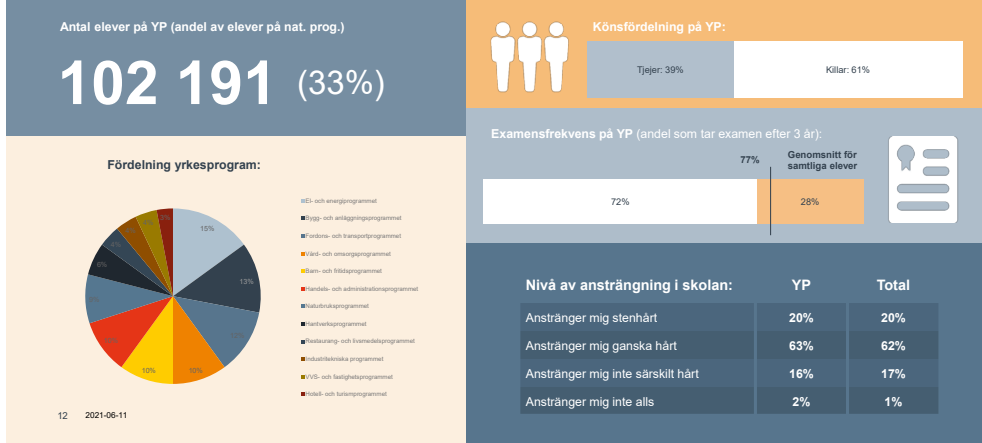 Antal elever på YP (andel av elever på nat. prog.)
102 191 (33%)
Fördelning yrkesprogram:
15%
13%
10%
10%
6%
4%
3%
El- och energiprogrammet
Bygg- och anläggningsprogrammet
Fordons- och transportprogrammet
Vård- och omsorgsprogrammet
Barn- och fritidsprogrammet
Handels- och administrationsprogrammet
Naturbruksprogrammet
Hantverksprogrammet
Restaurang- och livsmedelsprogrammet
Industritekniska programmet
VVS- och fastighetsprogrammet
Hotell- och turismprogrammet
12 2021-06-11
Könsfördelning på YP:
Tjejer: 39% Killar: 61%
Examensfrekvens på YP (andel som tar examen efter 3 år):
77% Genomsnitt för
samtliga elever
72% 28%
Nivå av ansträngning i skolan: YP Total
Anstränger mig stenhårt 20% 20%
Anstränger mig ganska hårt 63% 62%
Anstränger mig inte särskilt hårt 16% 17%
Anstränger mig inte alls 2% 1%